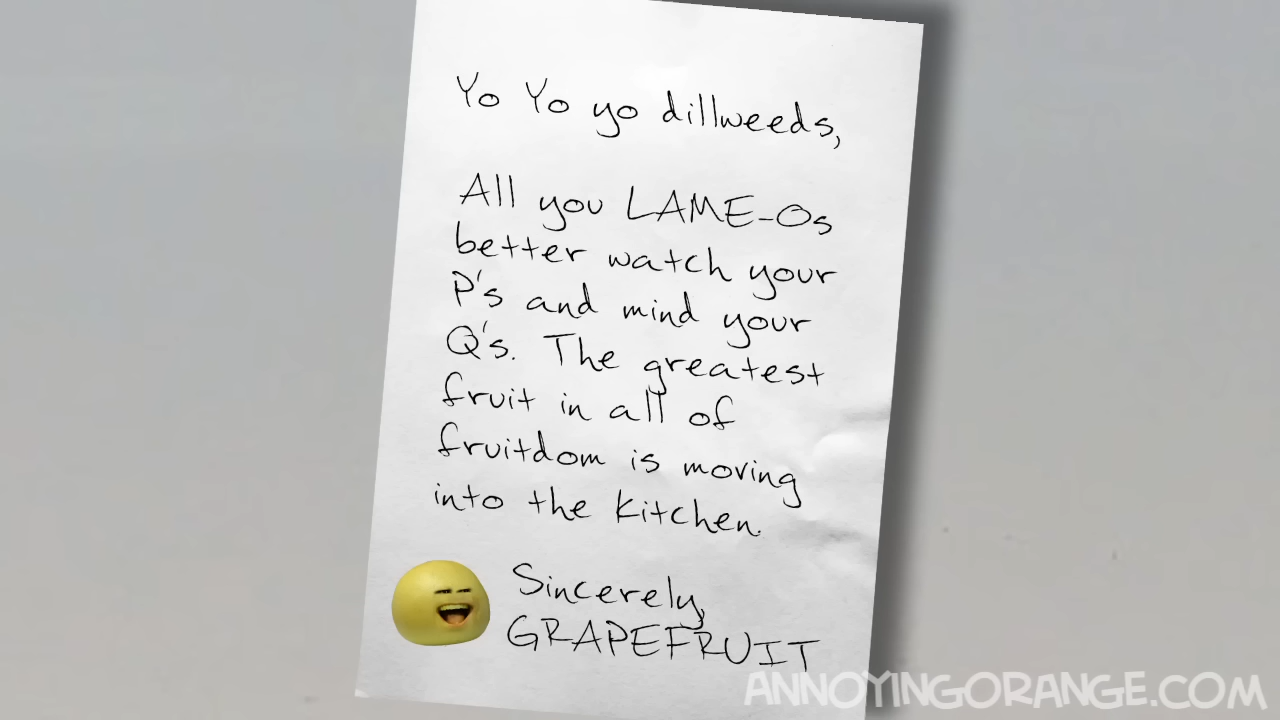 Yo Yo yo dillweeds,
All you LAME-Os
better watch your
P's and mind your
Q's. The greatest
fruit in all of
fruitdom is moving
into the kitchen.
Sincerely,
GRAPEFRUIT
ANNOYINGORANGE.COM